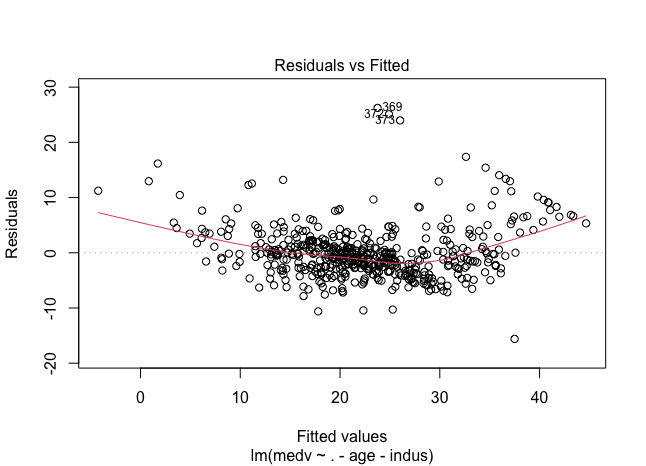 Residuals vs Fitted
Residuals
30
20
10
0
-10
-20
369
372
373
0 10 20 30 40
Fitted values
lm(medv ~ . - age - indus)